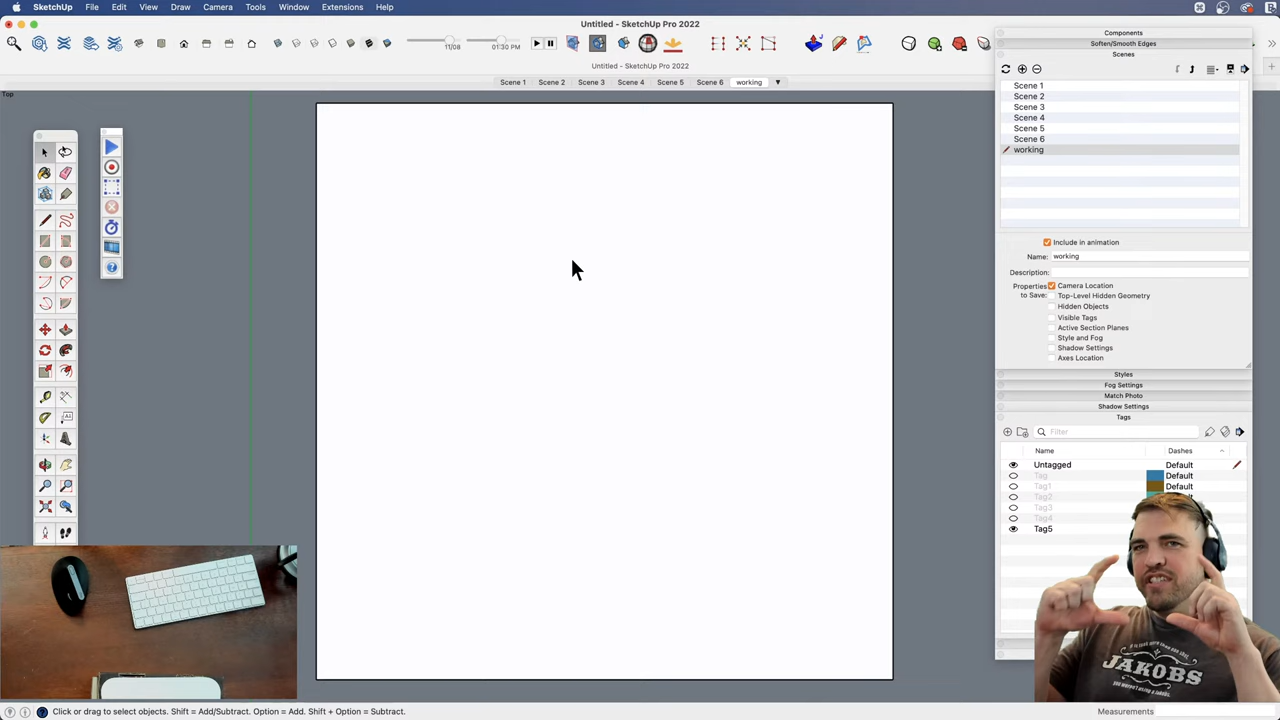 SketchUp File Edit View Draw Camera Tools Window Extensions Help
Untitled - SketchUp Pro 2022
11/08 01:30 PM
Untitled - SketchUp Pro 2022
Scene 1 Scene 2 Scene 3 Scene 4 Scene 5 Scene 6 working
Top
Components
Soften/Smooth Edges
Scenes
Scene 1
Scene 2
Scene 3
Scene 4
Scene 5
Scene 6
working
Include in animation
Name: working
Description:
Properties to Save:
Camera Location
Top-Level Hidden Geometry
Hidden Objects
Visible Tags
Active Section Planes
Style and Fog
Shadow Settings
Axes Location
Styles
Fog Settings
Match Photo
Shadow Settings
Tags
Filter
Name Dashes
Untagged Default
Tag Default
Tag1 Default
Tag2
Tag3
Tag4
Tag5
JAKOBS
Click or drag to select objects. Shift = Add/Subtract. Option = Add. Shift + Option = Subtract.
Measurements